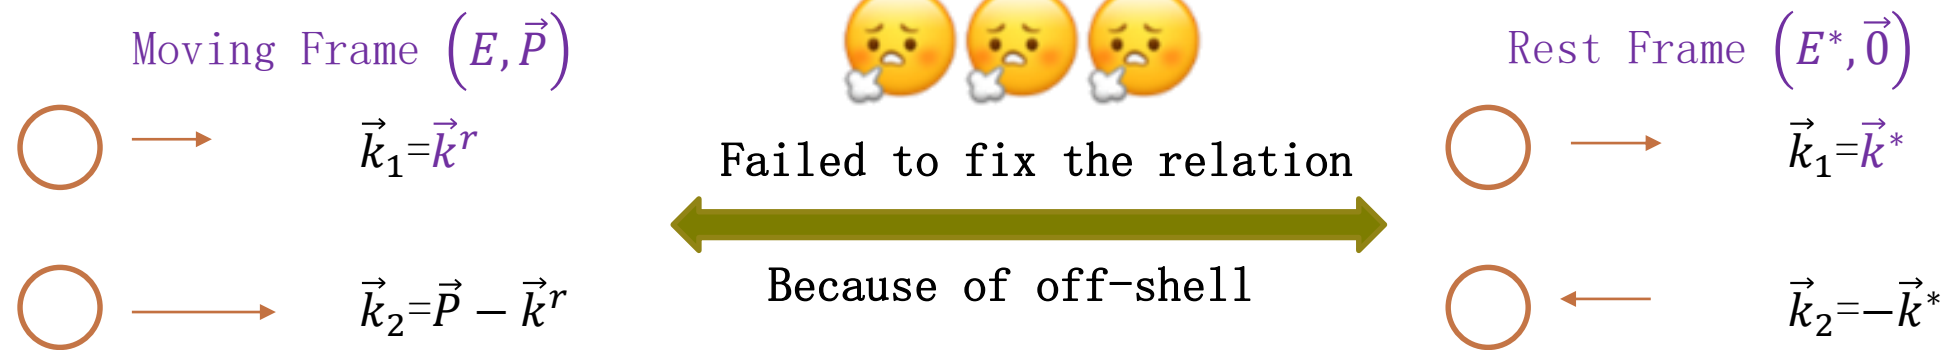 Moving Frame (E, P⃗)
k⃗₁=k⃗ʳ
k⃗₂=P⃗ − k⃗ʳ
Failed to fix the relation
Because of off-shell
Rest Frame (E*, 0⃗)
k⃗₁=k⃗*
k⃗₂=−k⃗*